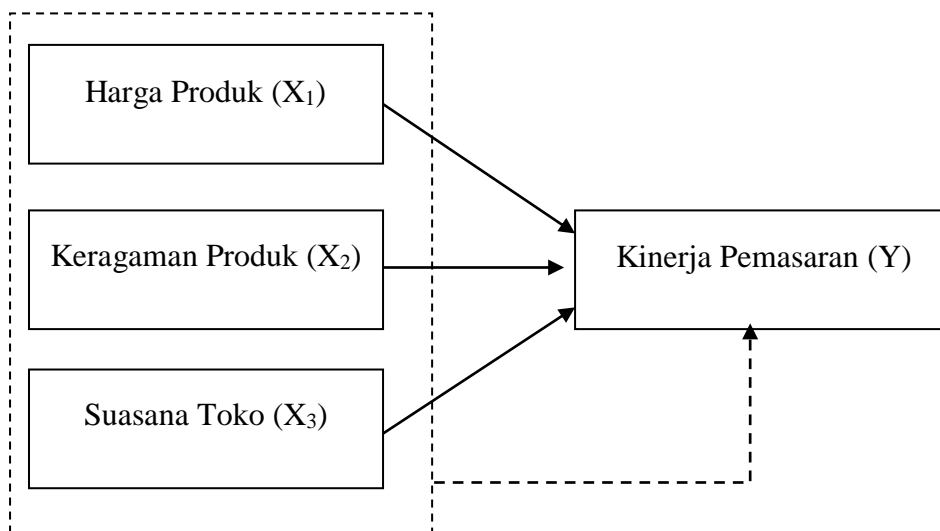 Harga Produk (X₁)
Keragaman Produk (X₂)
Kinerja Pemasaran (Y)
Suasana Toko (X₃)